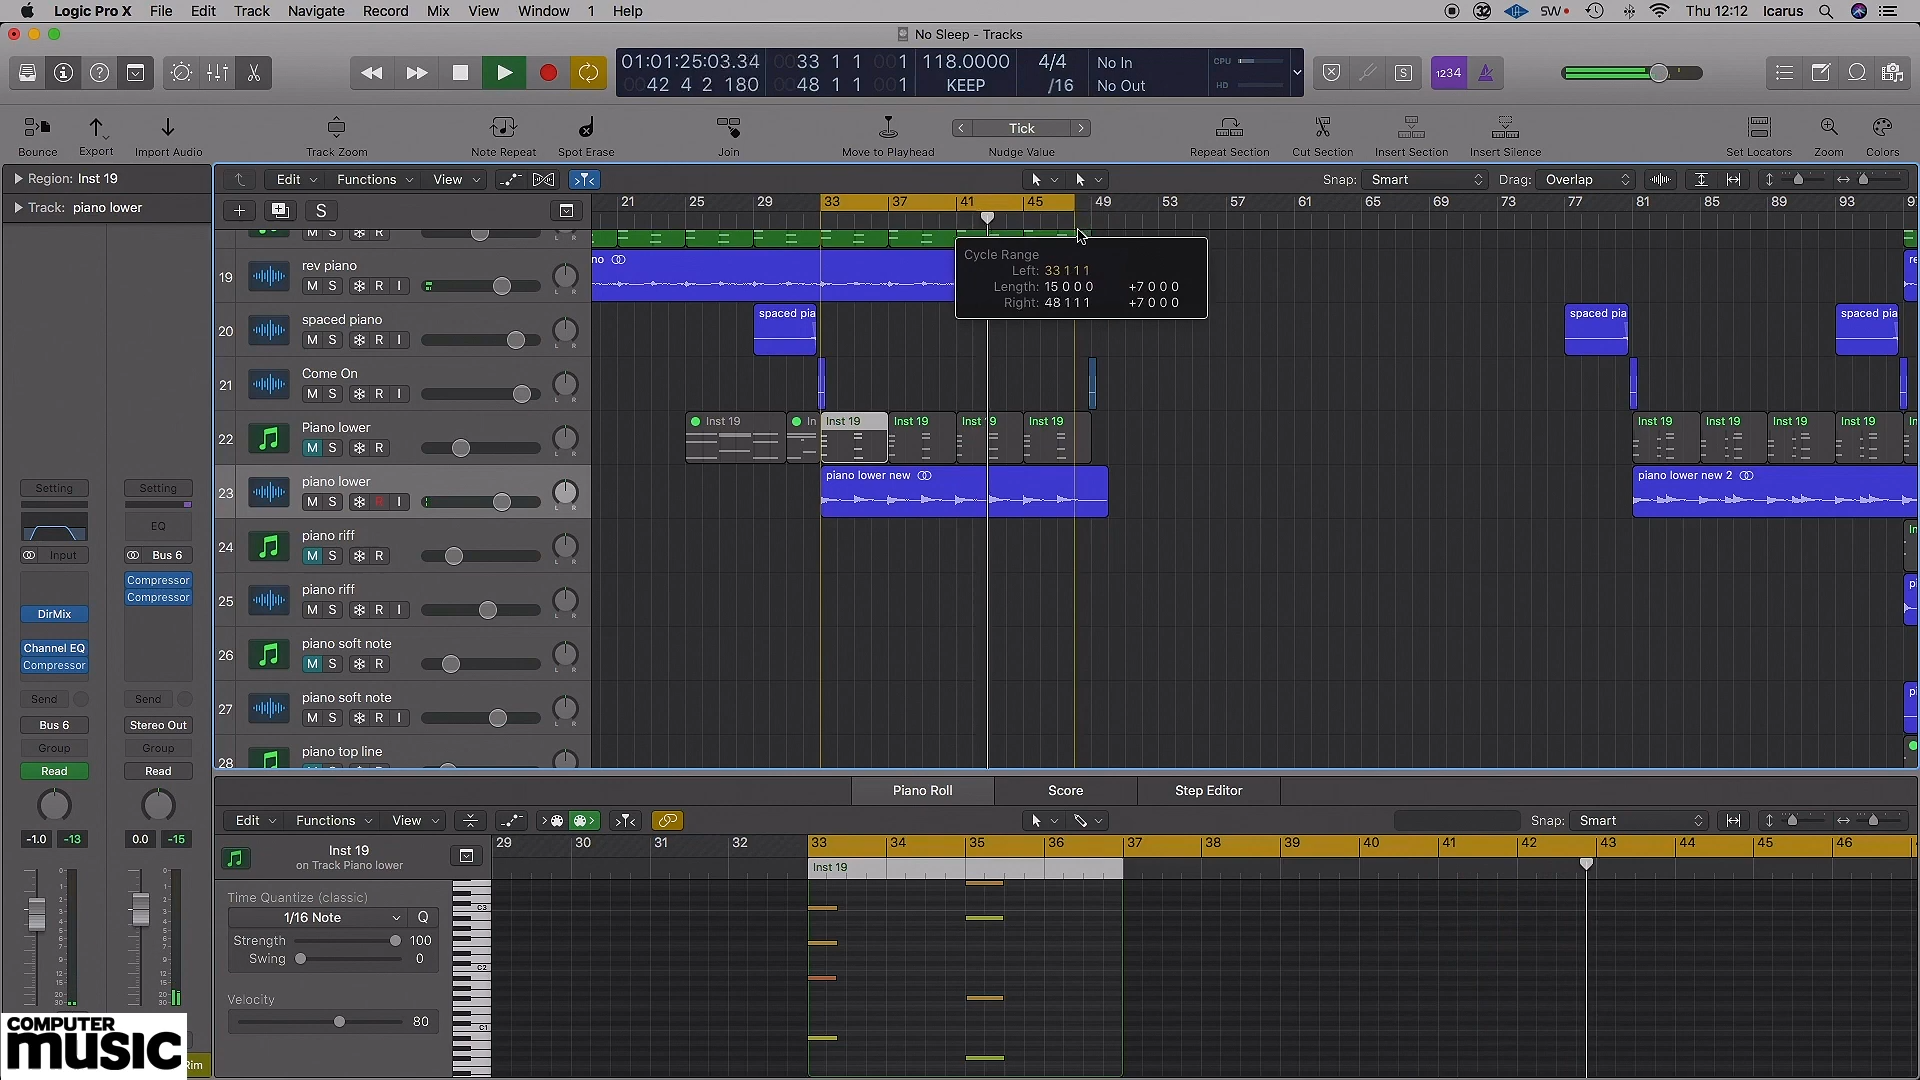 Logic Pro X File Edit Track Navigate Record Mix View Window 1 Help
32 SW Thu 12:12 Icarus
No Sleep - Tracks
01:01:25:03.34 0033 1 1 001 118.0000 4/4 No In CPU
0042 4 2 180 0048 1 1 001 KEEP /16 No Out HD
S 1234
Bounce Export Import Audio Track Zoom Note Repeat Spot Erase Join Move to Playhead Tick Nudge Value Repeat Section Cut Section Insert Section Insert Silence Set Locators Zoom Colors
Region: Inst 19
Track: piano lower
Edit Functions View Snap: Smart Drag: Overlap
S
21 25 29 33 37 41 45 49 53 57 61 65 69 73 77 81 85 89 93
M S R L R
19 rev piano
M S R I L R
no
Cycle Range
Left: 33 1 1 1
Length: 15 0 0 0 +7 0 0 0
Right: 48 1 1 1 +7 0 0 0
re
20 spaced piano
M S R I L R
spaced pia spaced pia spaced pia
21 Come On
M S R I L R
22 Piano lower
M S R L R
Inst 19 In Inst 19 Inst 19 Inst 19 Inst 19 Inst 19 Inst 19 Inst 19 Inst 19
23 piano lower
M S R I L R
piano lower new piano lower new 2
24 piano riff
M S R L R
25 piano riff
M S R I L R
26 piano soft note
M S R L R
27 piano soft note
M S R I L R
28 piano top line
Setting Setting
EQ
Input Bus 6
Compressor
Compressor
DirMix
Channel EQ
Compressor
Send Send
Bus 6 Stereo Out
Group Group
Read Read
-1.0 -13 0.0 -15
Piano Roll Score Step Editor
Edit Functions View Snap: Smart
29 30 31 32 33 34 35 36 37 38 39 40 41 42 43 44 45 46
Inst 19
on Track Piano lower
Inst 19
Time Quantize (classic)
1/16 Note Q
Strength 100
Swing 0
Velocity
80
C3
C2
C1
COMPUTER
music
Rim